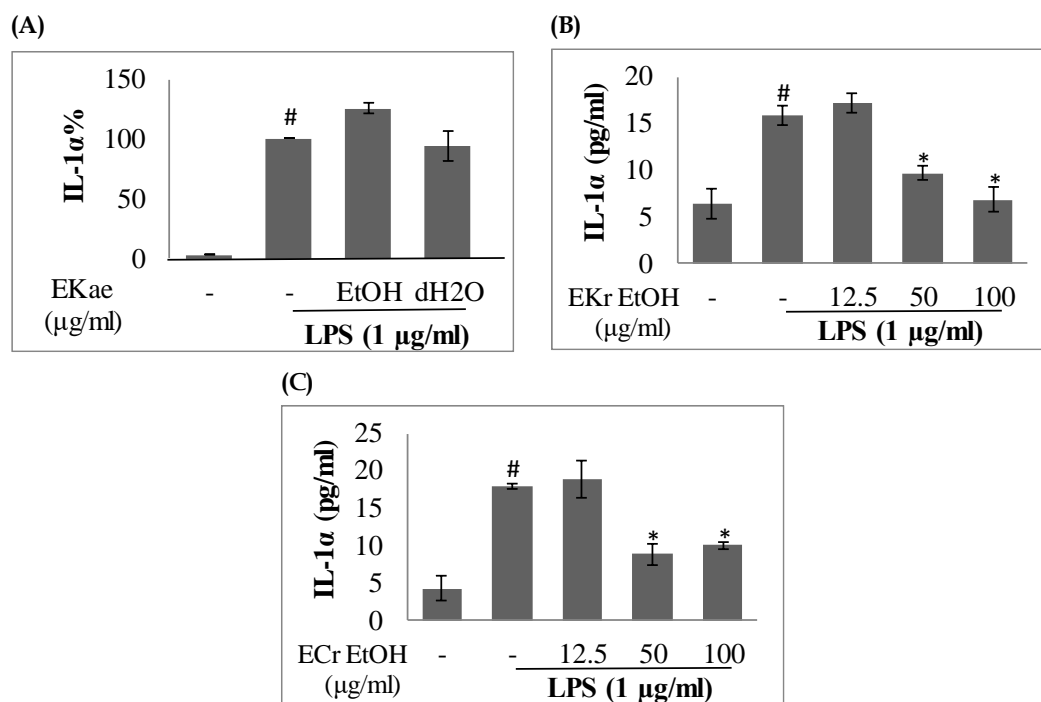 (A)
150
100
50
0
IL-1α%
#
EKae
(µg/ml)
- - EtOH dH2O
LPS (1 µg/ml)
(B)
20
15
10
5
0
IL-1α (pg/ml)
#
*
*
EKr EtOH
(µg/ml)
- - 12.5 50 100
LPS (1 µg/ml)
(C)
25
20
15
10
5
0
IL-1α (pg/ml)
#
*
*
ECr EtOH
(µg/ml)
- - 12.5 50 100
LPS (1 µg/ml)